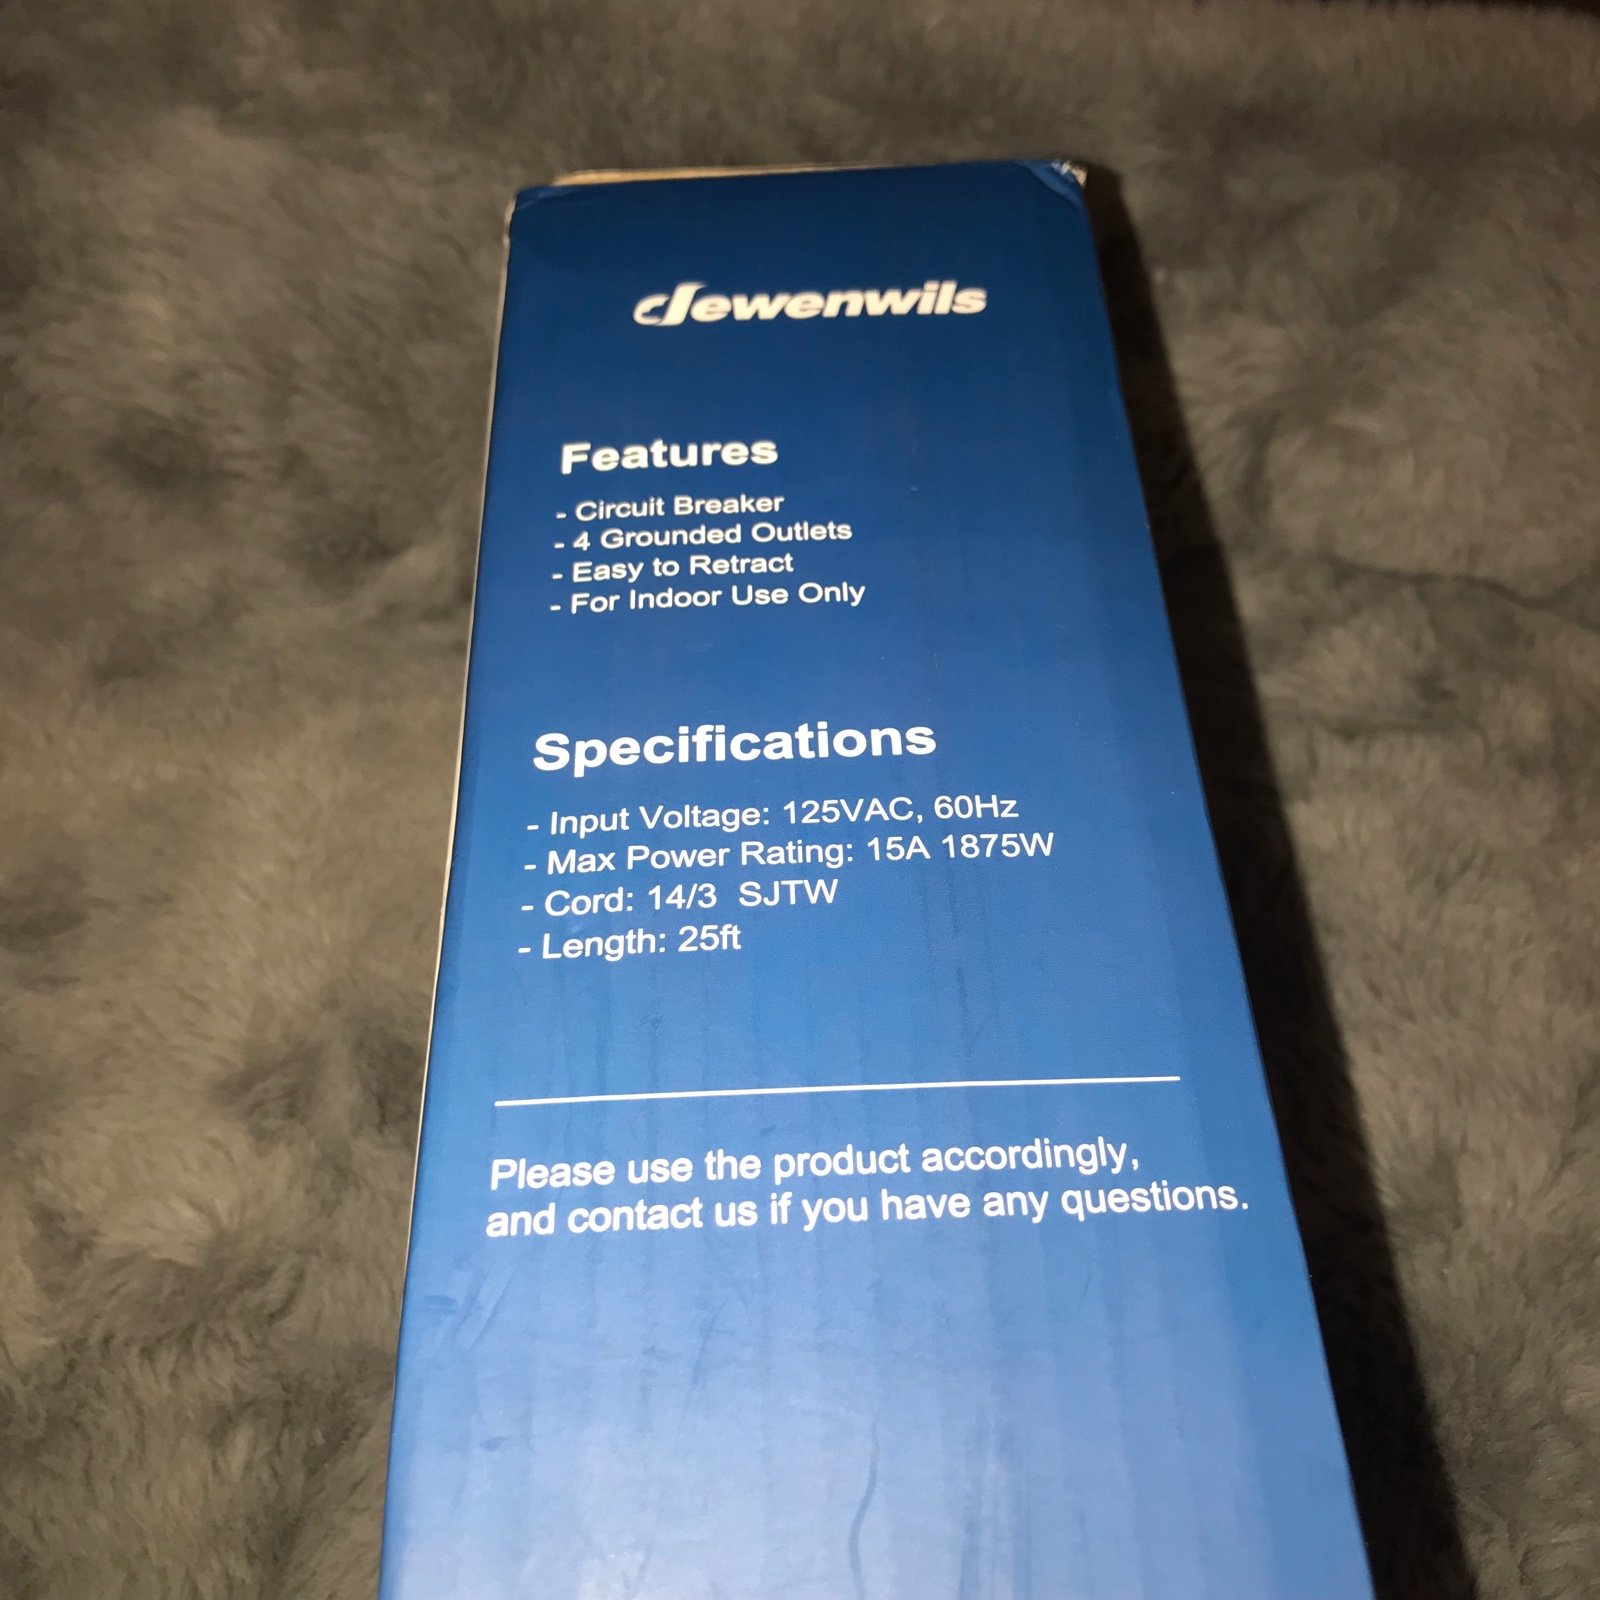 Dewenwils
Features
- Circuit Breaker
- 4 Grounded Outlets
- Easy to Retract
- For Indoor Use Only
Specifications
- Input Voltage: 125VAC, 60Hz
- Max Power Rating: 15A 1875W
- Cord: 14/3 SJTW
- Length: 25ft
Please use the product accordingly,
and contact us if you have any questions.